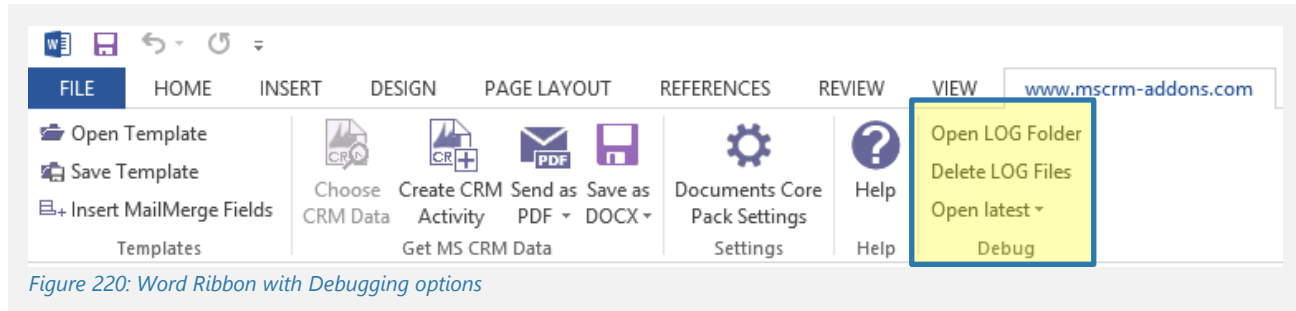 FILE HOME INSERT DESIGN PAGE LAYOUT REFERENCES REVIEW VIEW www.mscrm-addons.com
Open Template
Save Template
Insert MailMerge Fields
Templates
Choose
CRM Data
Create CRM
Activity
Send as
PDF
Save as
DOCX
Get MS CRM Data
Documents Core
Pack Settings
Settings
Help
Help
Open LOG Folder
Delete LOG Files
Open latest
Debug
Figure 220: Word Ribbon with Debugging options